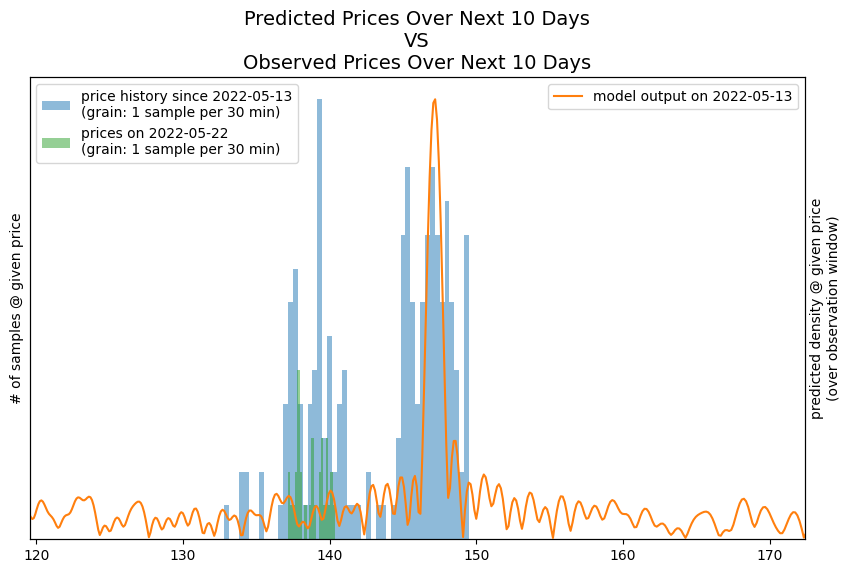 Predicted Prices Over Next 10 Days
VS
Observed Prices Over Next 10 Days
price history since 2022-05-13
(grain: 1 sample per 30 min)
prices on 2022-05-22
(grain: 1 sample per 30 min)
model output on 2022-05-13
# of samples @ given price
predicted density @ given price
(over observation window)
120
130
140
150
160
170